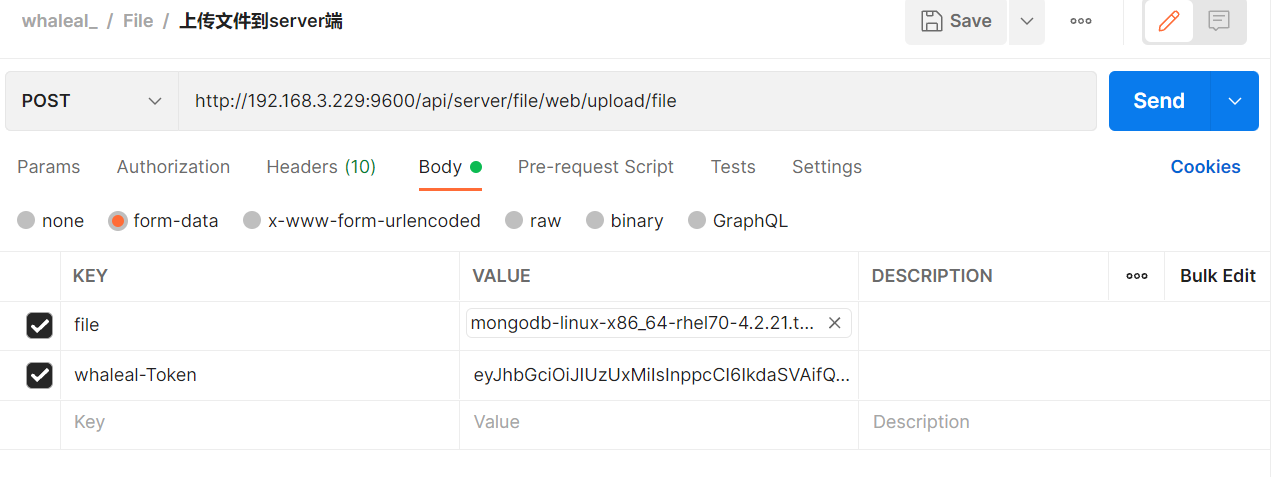 whaleal_ / File / 上传文件到server端
Save
POST
http://192.168.3.229:9600/api/server/file/web/upload/file
Send
Params Authorization Headers (10) Body Pre-request Script Tests Settings Cookies
none form-data x-www-form-urlencoded raw binary GraphQL
KEY VALUE DESCRIPTION Bulk Edit
file mongodb-linux-x86_64-rhel70-4.2.21.t...
whaleal-Token eyJhbGciOiJIUzUxMiIsInppcCI6IkdaSVAifQ...
Key Value Description